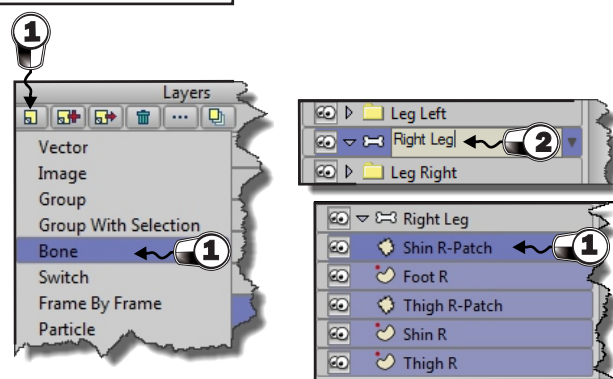 1
Layers
Vector
Image
Group
Group With Selection
Bone
1
Switch
Frame By Frame
Particle
Leg Left
Right Leg
2
Leg Right
Right Leg
Shin R-Patch
1
Foot R
Thigh R-Patch
Shin R
Thigh R